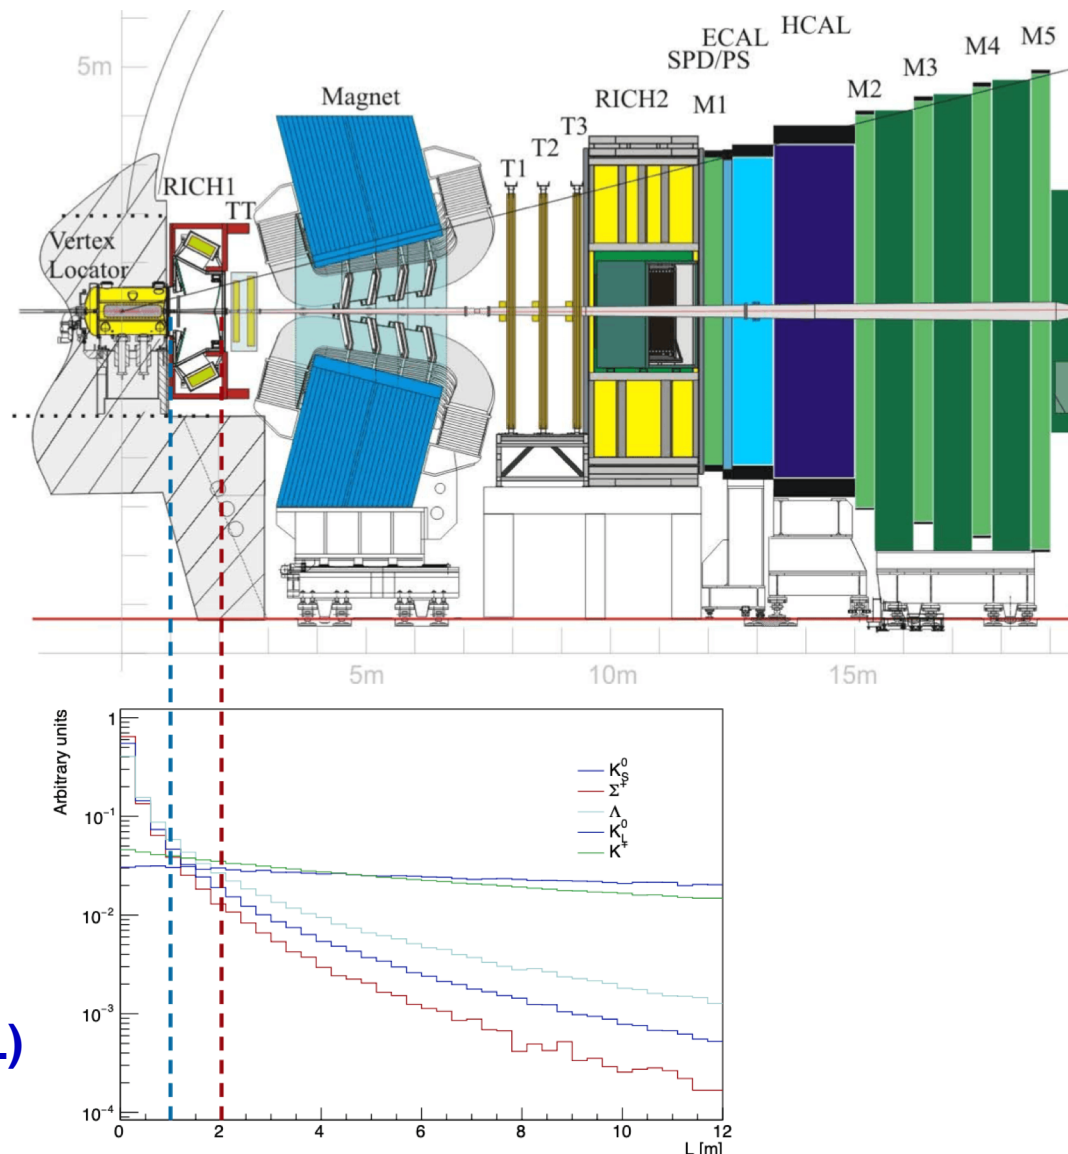 5m
Magnet
RICH1
TT
Vertex
Locator
T1
T2
T3
RICH2
M1
SPD/PS
ECAL
HCAL
M2
M3
M4
M5
5m
10m
15m
Arbitrary units
1
10⁻¹
10⁻²
10⁻³
10⁻⁴
K⁰S
Σ∓
Λ
K⁰L
K∓
0
2
4
6
8
10
12
L [m]